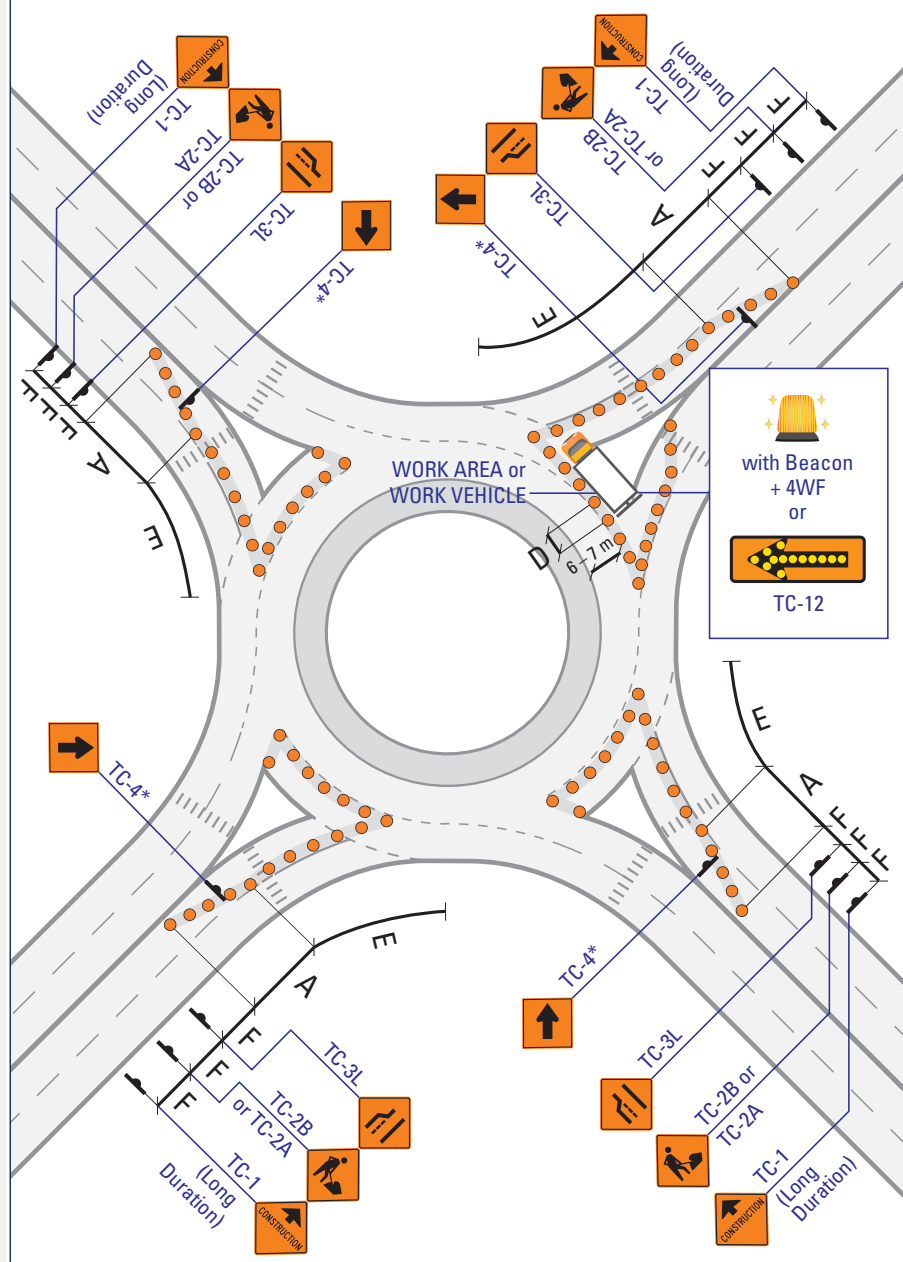 CONSTRUCTION
TC-1
(Long
Duration)
TC-2B or
TC-2A
TC-3L
TC-4*
F
F
F
A
E
CONSTRUCTION
TC-1
(Long
Duration)
TC-2B
or TC-2A
TC-3L
TC-4*
F
F
F
A
E
WORK AREA or
WORK VEHICLE
D
6–7 m
with Beacon
+ 4WF
or
TC-12
TC-4*
E
A
F
F
F
TC-3L
TC-2B
or TC-2A
TC-1
(Long
Duration)
CONSTRUCTION
E
A
F
F
F
TC-4*
TC-3L
TC-2B or
TC-2A
TC-1
(Long
Duration)
CONSTRUCTION